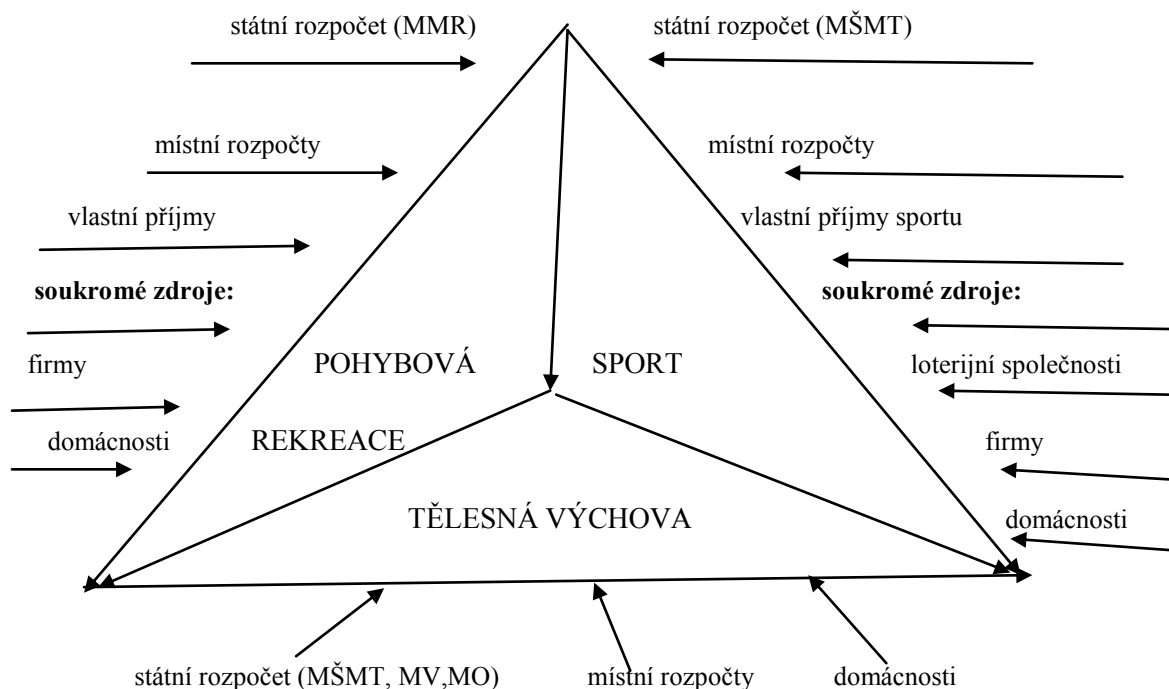 státní rozpočet (MMR)
státní rozpočet (MŠMT)
místní rozpočty
místní rozpočty
vlastní příjmy
vlastní příjmy sportu
soukromé zdroje:
soukromé zdroje:
firmy
POHYBOVÁ
SPORT
loterijní společnosti
domácnosti
REKREACE
firmy
TĚLESNÁ VÝCHOVA
domácnosti
státní rozpočet (MŠMT, MV,MO)
místní rozpočty
domácnosti